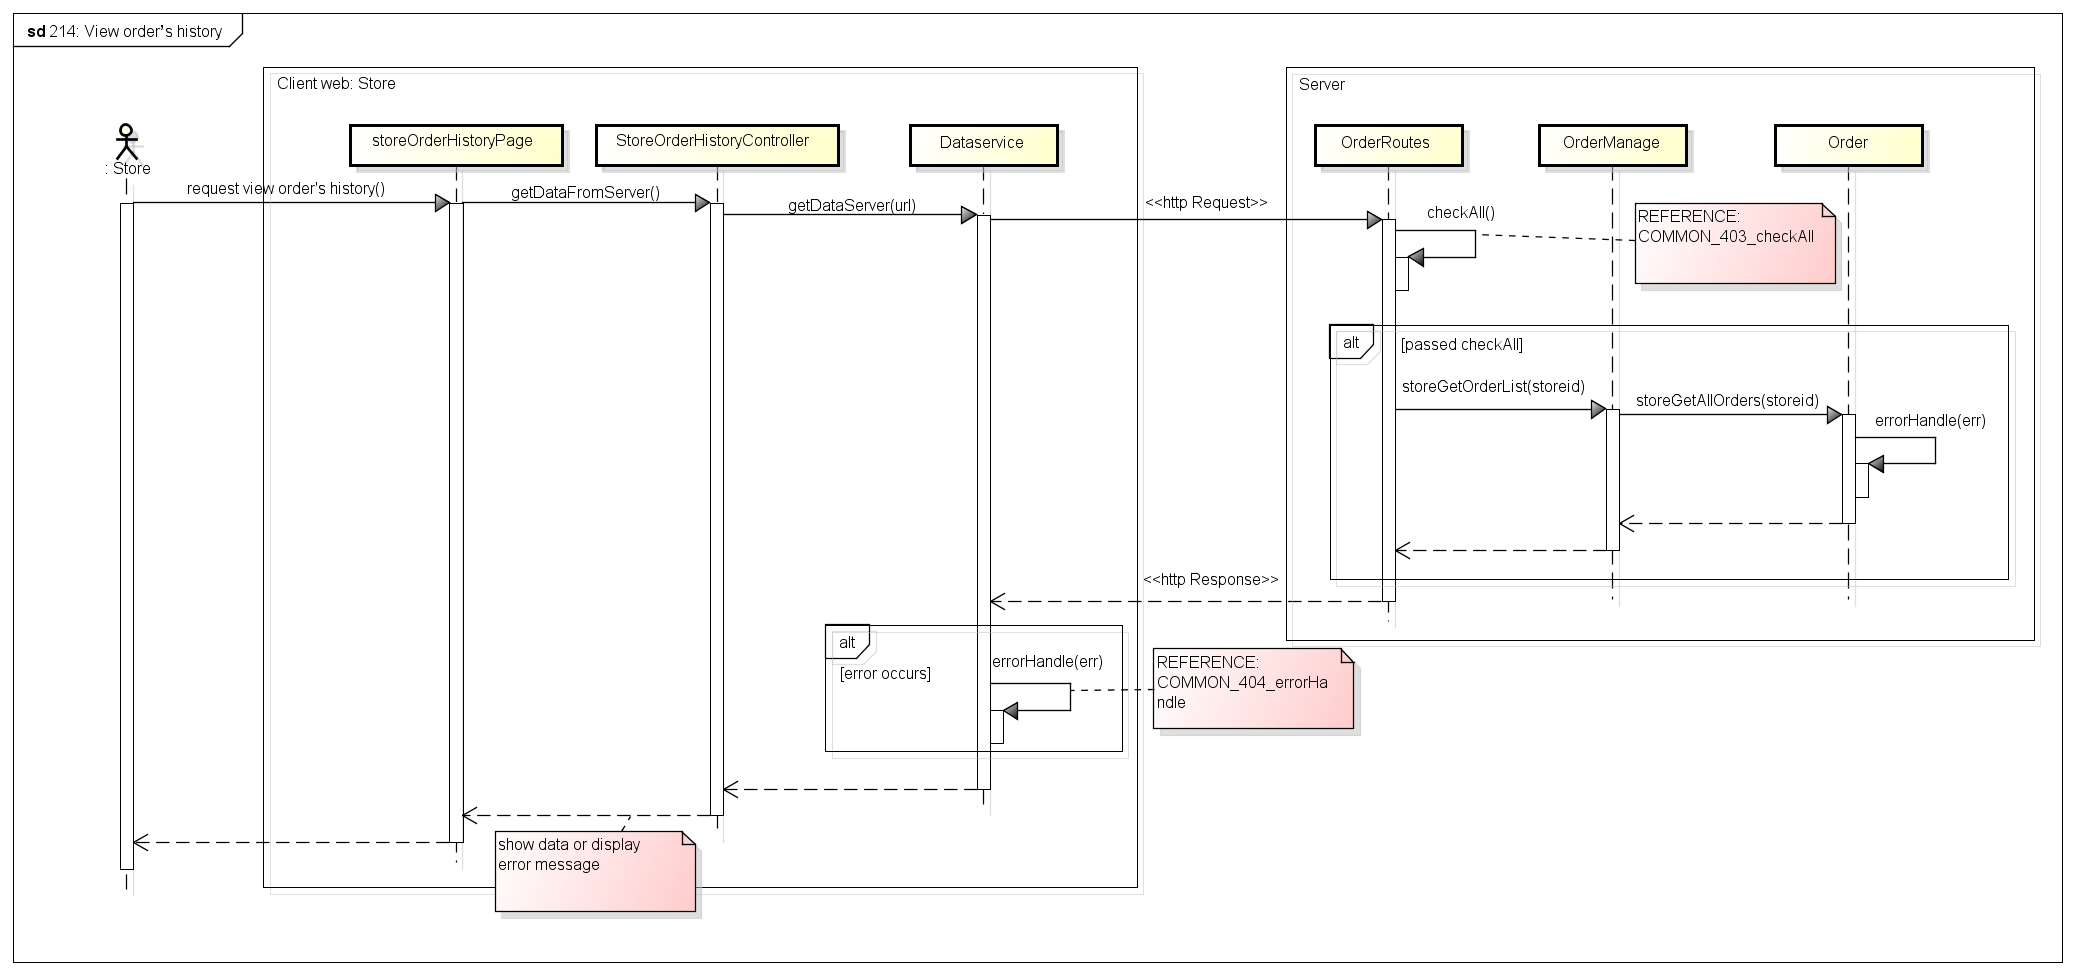 sd 214: View order's history
Client web: Store
Server
storeOrderHistoryPage
StoreOrderHistoryController
Dataservice
OrderRoutes
OrderManage
Order
: Store
request view order's history()
getDataFromServer()
getDataServer(url)
<<http Request>>
checkAll()
REFERENCE:
COMMON_403_checkAll
alt
[passed checkAll]
storeGetOrderList(storeid)
storeGetAllOrders(storeid)
errorHandle(err)
<<http Response>>
alt
[error occurs]
errorHandle(err)
REFERENCE:
COMMON_404_errorHa
ndle
show data or display
error message